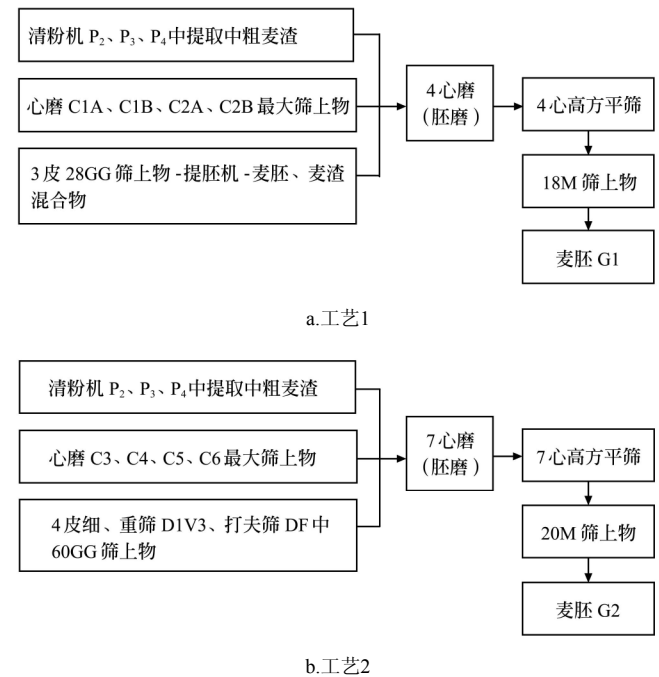 清粉机 P₂、P₃、P₄中提取中粗麦渣
心磨 C1A、C1B、C2A、C2B 最大筛上物
3 皮 28GG 筛上物 -提胚机 -麦胚、麦渣
混合物
4 心磨
（胚磨）
4 心高方平筛
18M 筛上物
麦胚 G1
a.工艺1
清粉机 P₂、P₃、P₄中提取中粗麦渣
心磨 C3、C4、C5、C6 最大筛上物
4 皮细、重筛 D1V3、打夫筛 DF 中
60GG 筛上物
7 心磨
（胚磨）
7 心高方平筛
20M 筛上物
麦胚 G2
b.工艺2